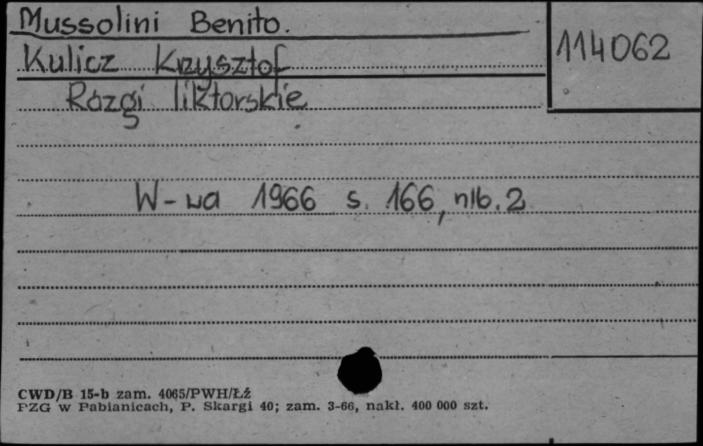 Mussolini Benito.
114062
Kulicz Krzysztof
Rózgi liktorskie
W-wa 1966 s. 166, nlb. 2
CWD/B 15-b zam. 4065/PWH/ŁŹ
PZG w Pabianicach, P. Skargi 40; zam. 3-66, nakł. 400 000 szt.